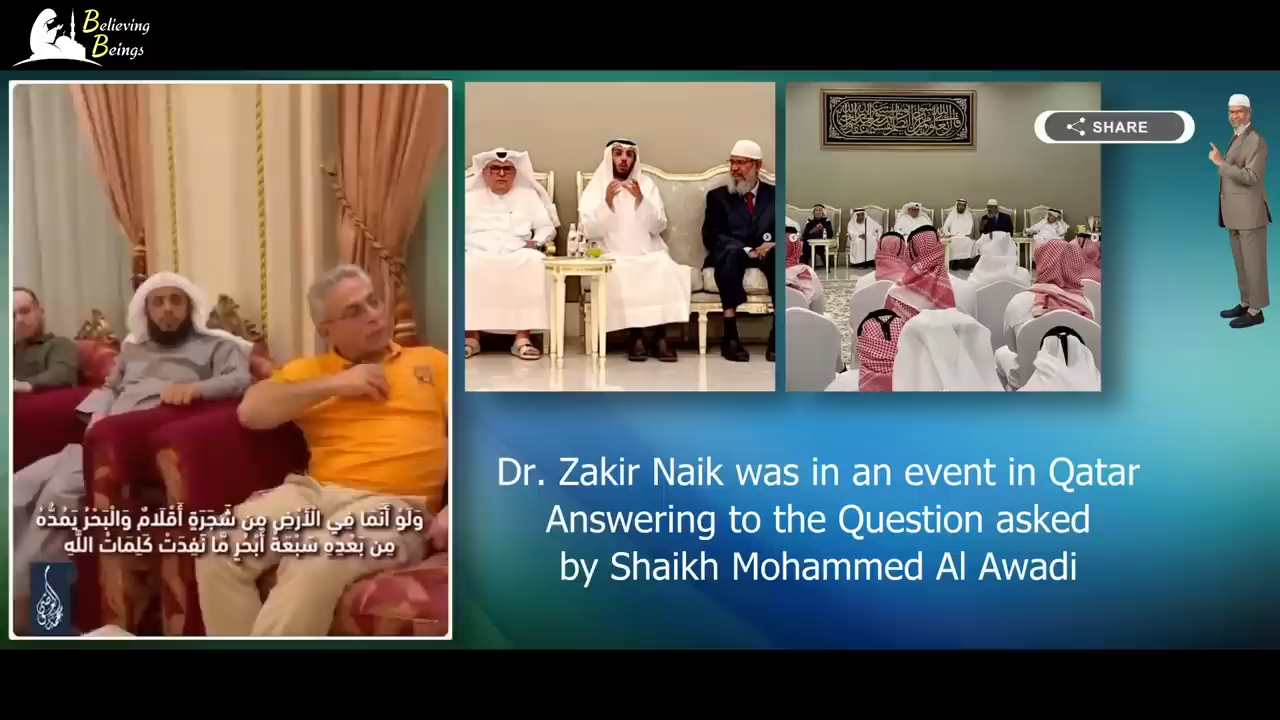 Believing
Beings
SHARE
Dr. Zakir Naik was in an event in Qatar
Answering to the Question asked
by Shaikh Mohammed Al Awadi
وَلَوْ أَنَّمَا فِي الْأَرْضِ مِن شَجَرَةٍ أَقْلَامٌ وَالْبَحْرُ يَمُدُّهُ
مِن بَعْدِهِ سَبْعَةُ أَبْحُرٍ مَّا نَفِدَتْ كَلِمَاتُ اللَّهِ